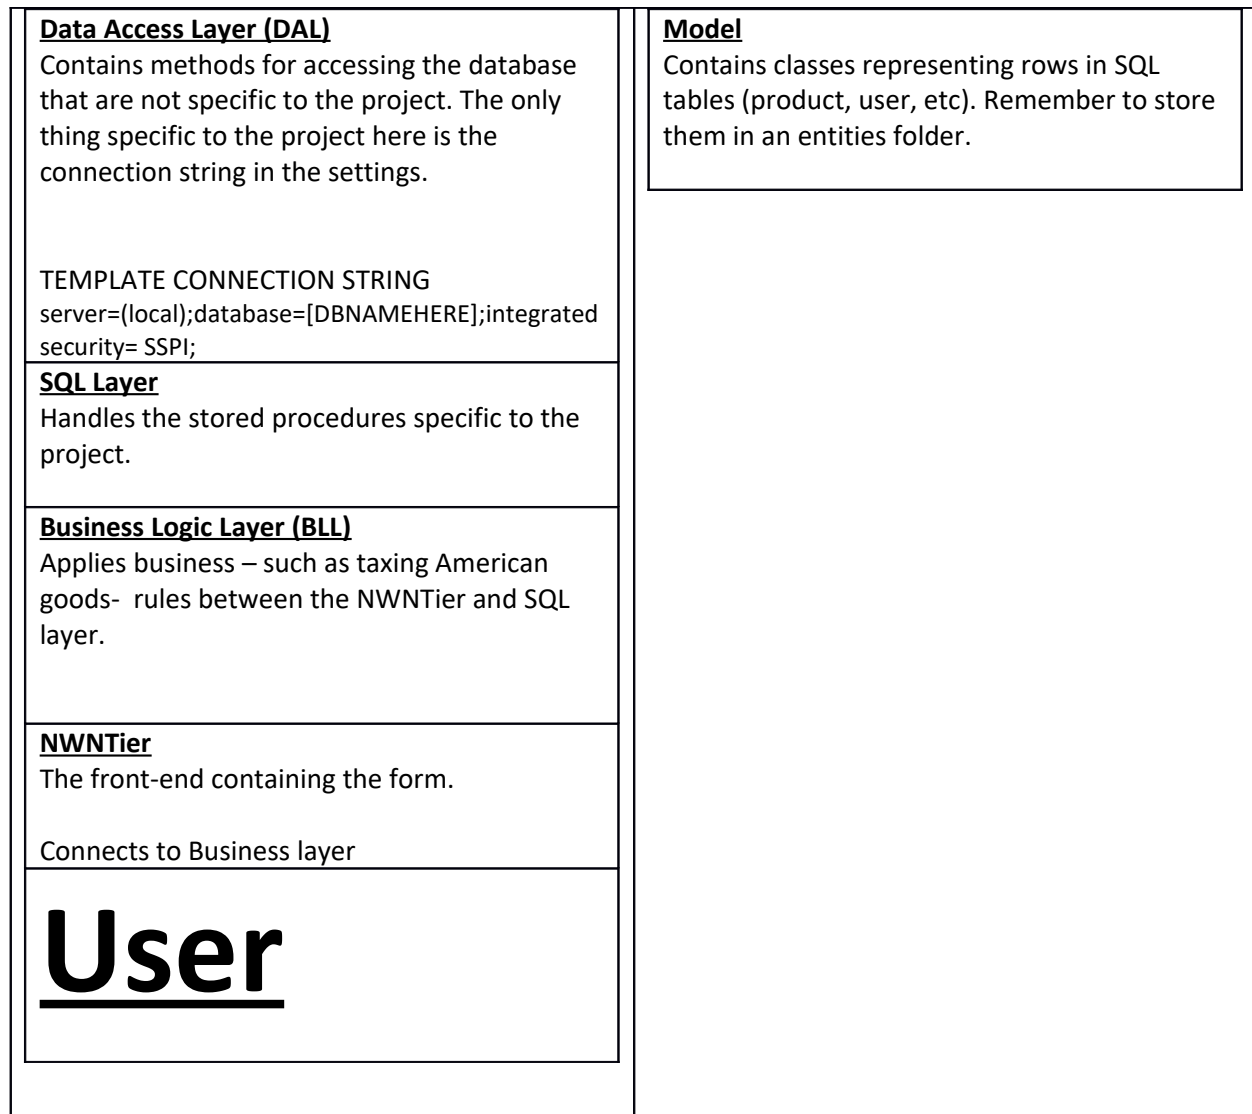 Data Access Layer (DAL)
Contains methods for accessing the database
that are not specific to the project. The only
thing specific to the project here is the
connection string in the settings.
TEMPLATE CONNECTION STRING
server=(local);database=[DBNAMEHERE];integrated
security= SSPI;
SQL Layer
Handles the stored procedures specific to the
project.
Business Logic Layer (BLL)
Applies business – such as taxing American
goods-  rules between the NWNTier and SQL
layer.
NWNTier
The front-end containing the form.
Connects to Business layer
User
Model
Contains classes representing rows in SQL
tables (product, user, etc). Remember to store
them in an entities folder.